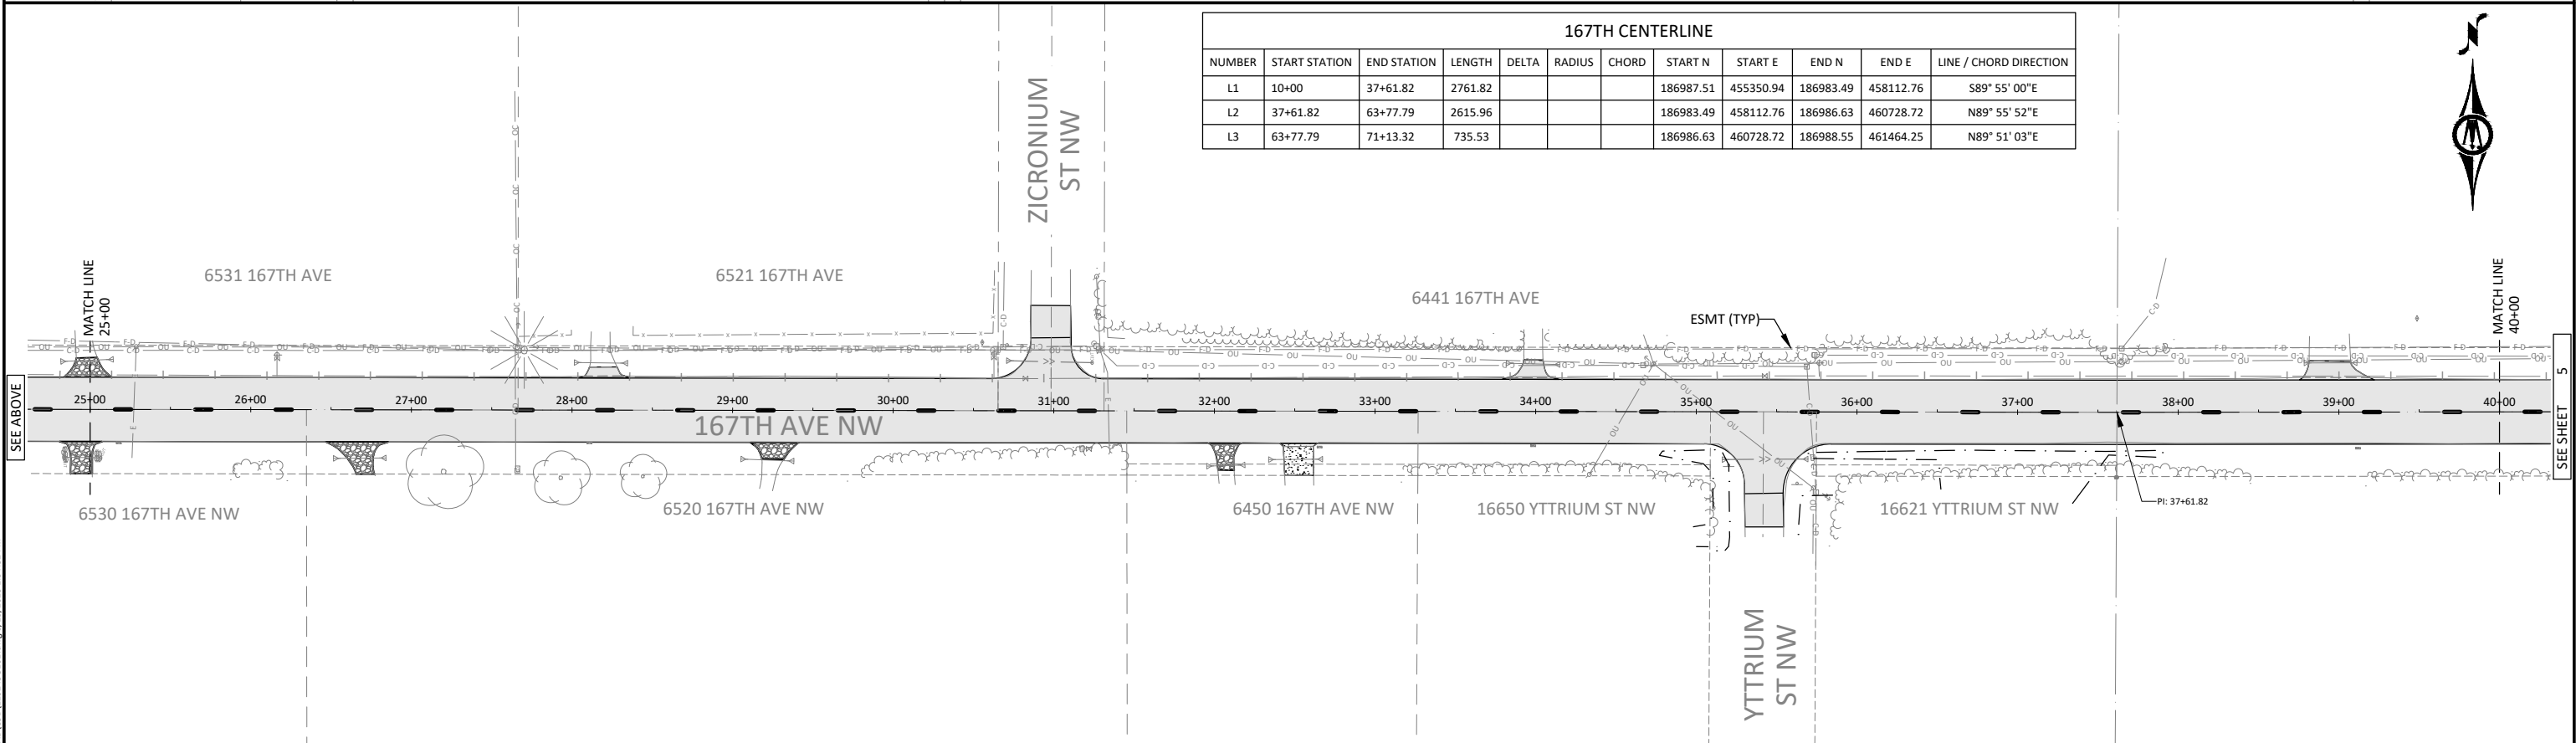 167TH CENTERLINE
NUMBER START STATION END STATION LENGTH DELTA RADIUS CHORD START N START E END N END E LINE / CHORD DIRECTION
L1 10+00 37+61.82 2761.82 186987.51 455350.94 186983.49 458112.76 S89° 55' 00"E
L2 37+61.82 63+77.79 2615.96 186983.49 458112.76 186986.63 460728.72 N89° 55' 52"E
L3 63+77.79 71+13.32 735.53 186986.63 460728.72 186988.55 461464.25 N89° 51' 03"E
N
ZICRONIUM
ST NW
MATCH LINE
25+00
6531 167TH AVE
6521 167TH AVE
6441 167TH AVE
ESMT (TYP)
MATCH LINE
40+00
SEE ABOVE
25+00 26+00 27+00 28+00 29+00 30+00 31+00 32+00 33+00 34+00 35+00 36+00 37+00 38+00 39+00 40+00
167TH AVE NW
SEE SHEET 5
6530 167TH AVE NW
6520 167TH AVE NW
6450 167TH AVE NW
16650 YTTRIUM ST NW
16621 YTTRIUM ST NW
PI: 37+61.82
YTTRIUM
ST NW